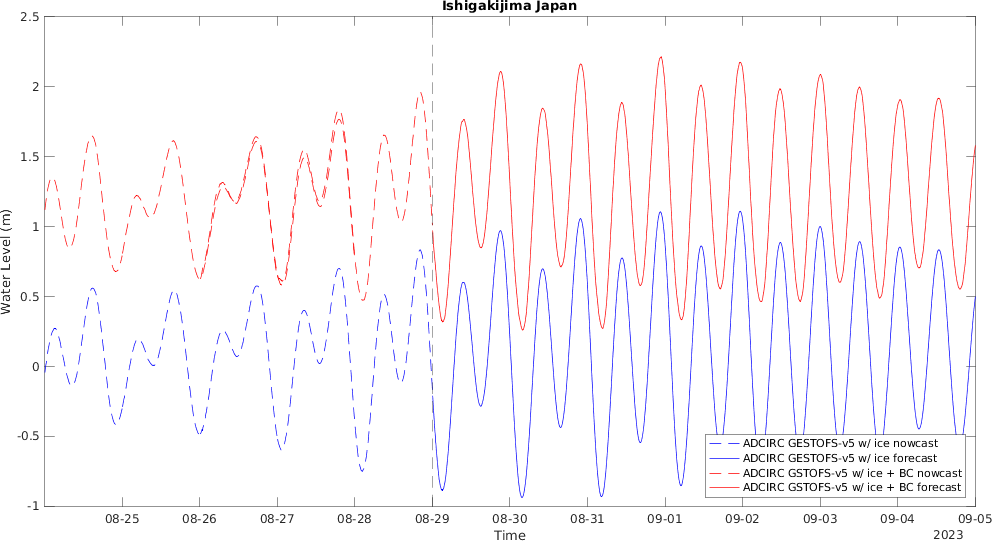 Ishigakijima Japan
2.5
2
1.5
1
0.5
0
-0.5
-1
Water Level (m)
08-25 08-26 08-27 08-28 08-29 08-30 08-31 09-01 09-02 09-03 09-04 09-05
Time
2023
ADCIRC GESTOFS-v5 w/ ice nowcast
ADCIRC GESTOFS-v5 w/ ice forecast
ADCIRC GSTOFS-v5 w/ ice + BC nowcast
ADCIRC GSTOFS-v5 w/ ice + BC forecast